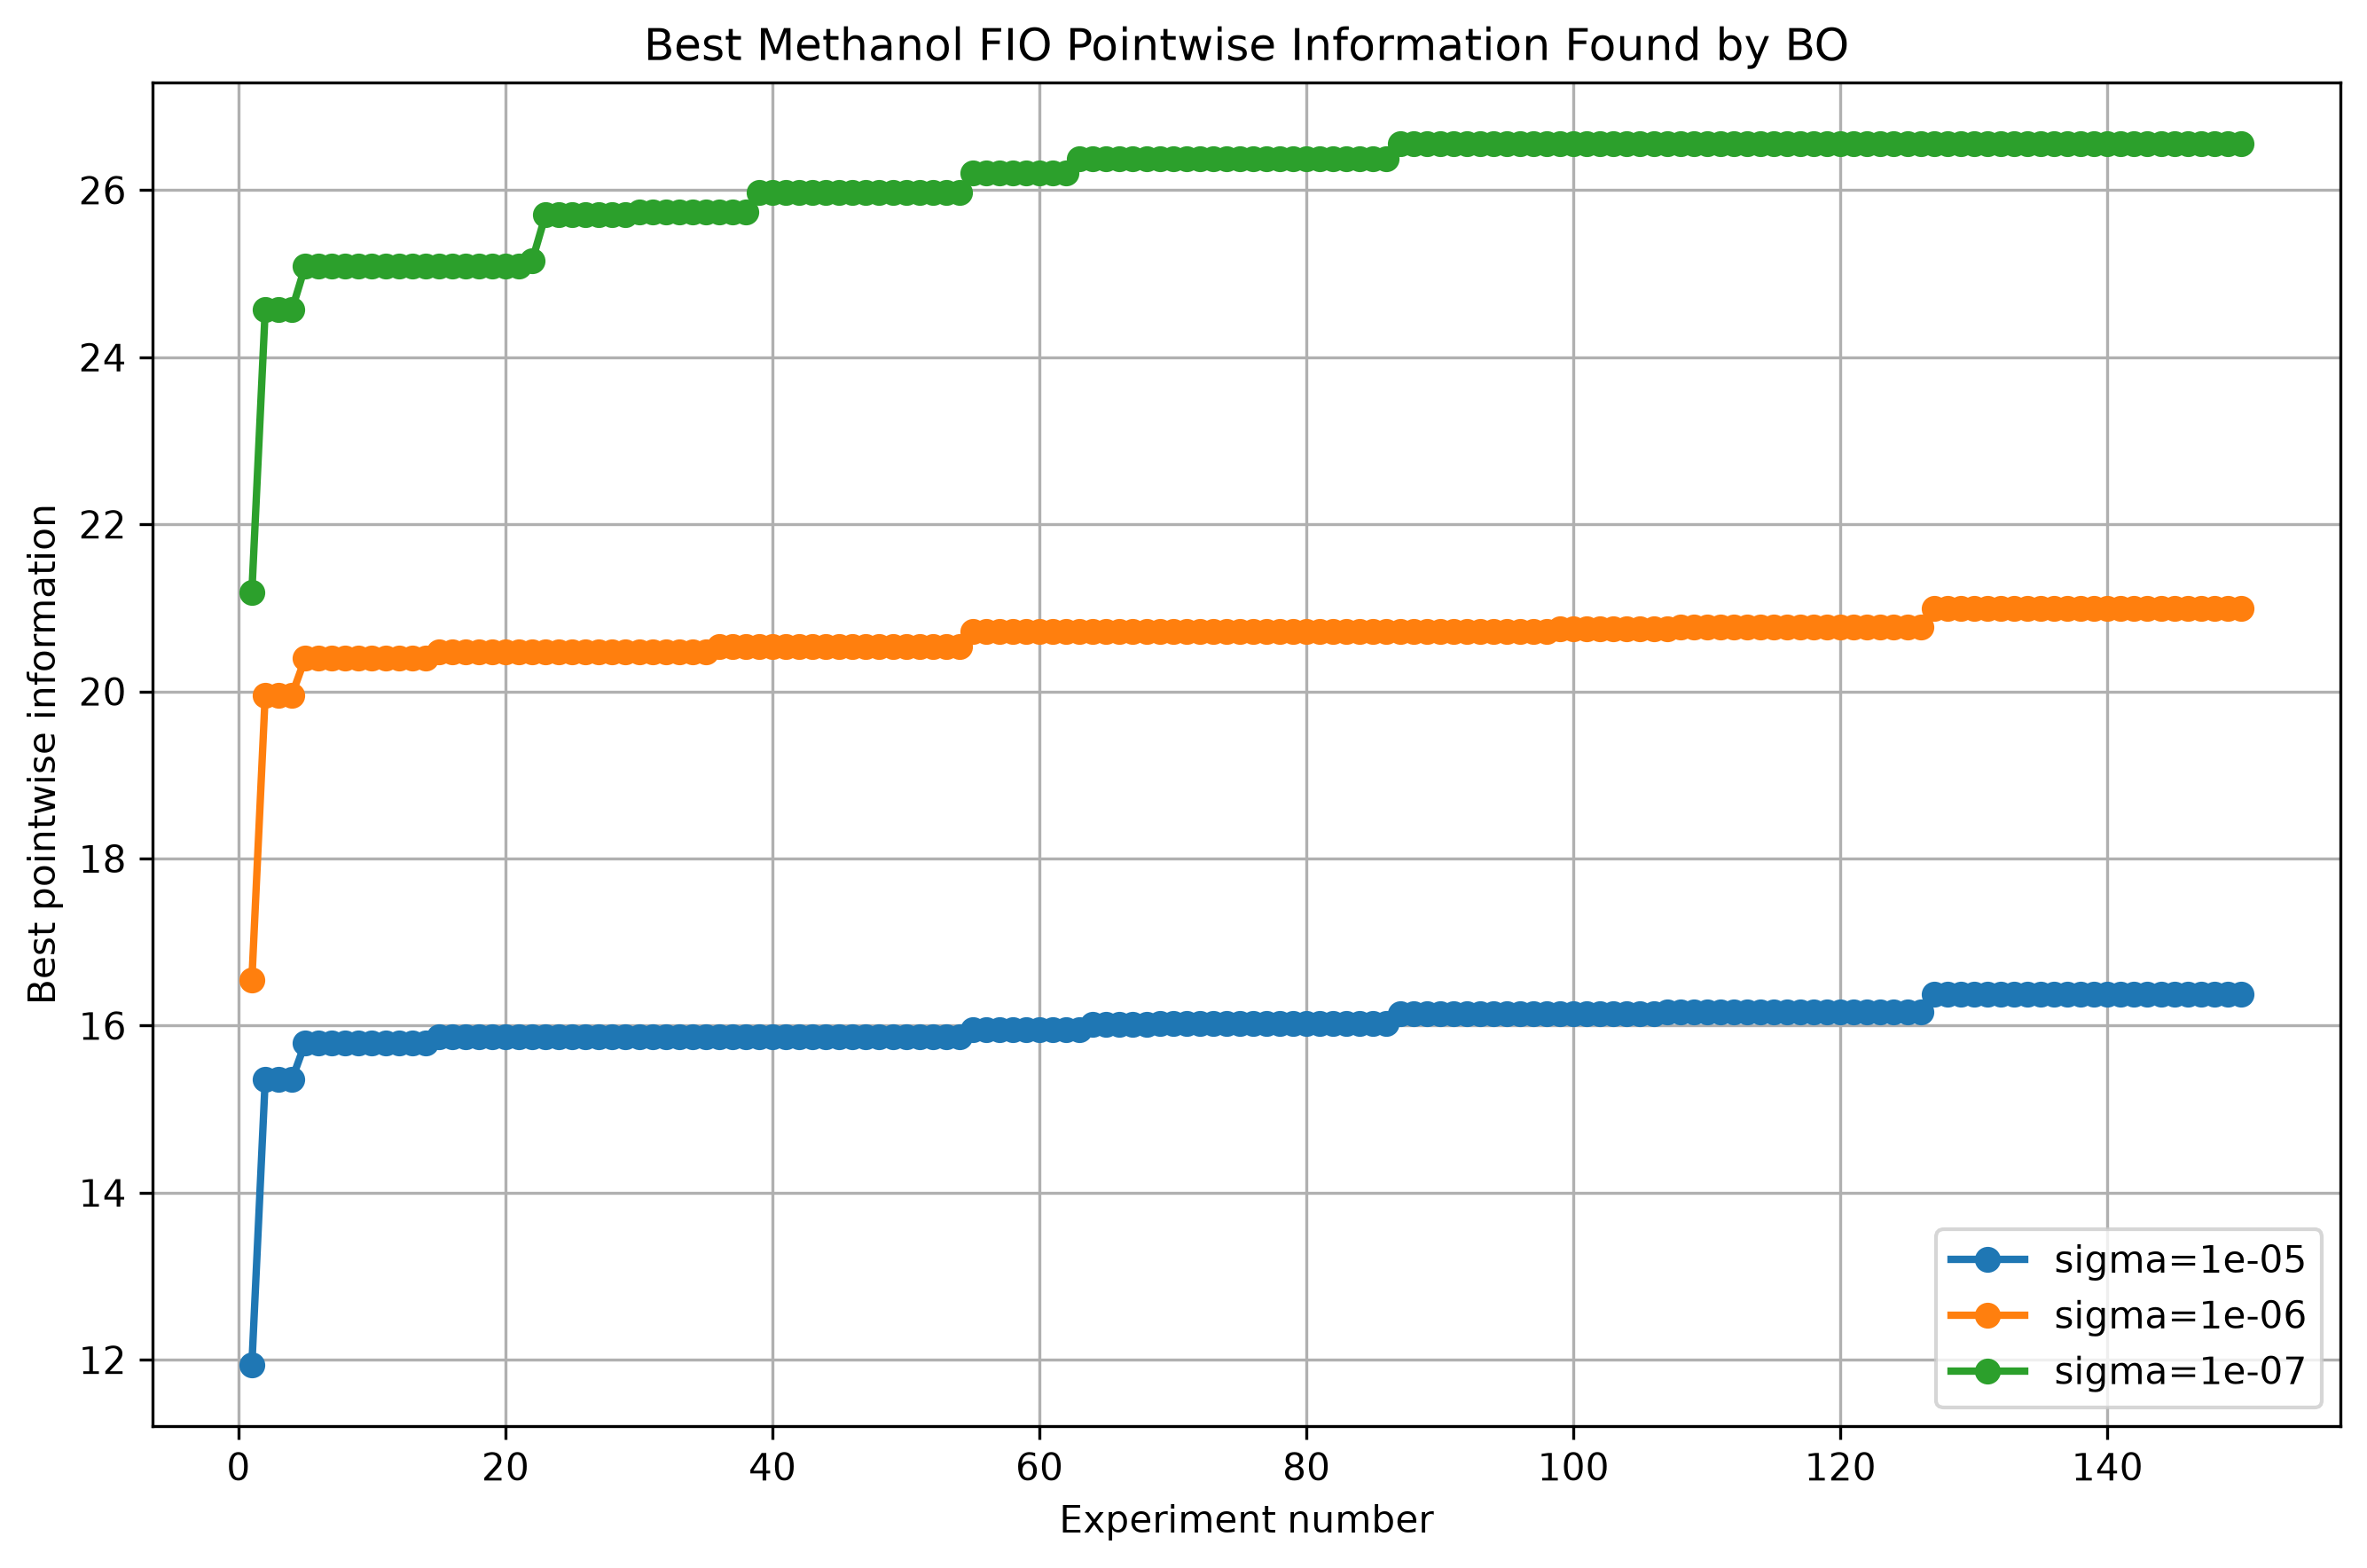 Best Methanol FIO Pointwise Information Found by BO
Best pointwise information
26
24
22
20
18
16
14
12
sigma=1e-05
sigma=1e-06
sigma=1e-07
0 20 40 60 80 100 120 140
Experiment number